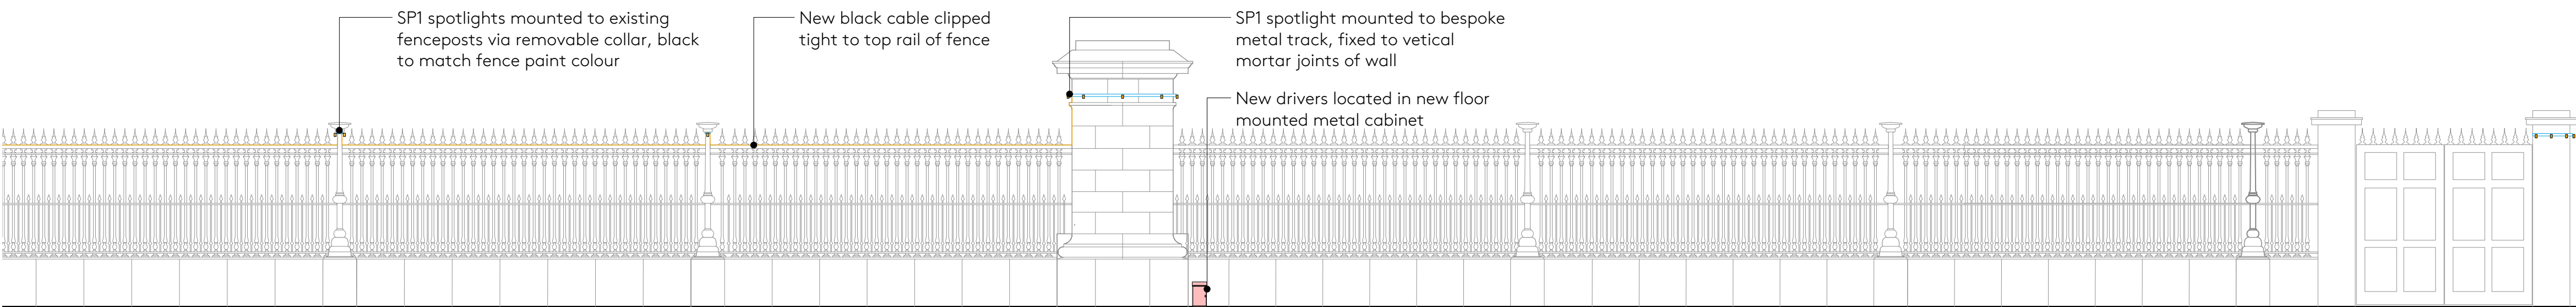 SP1 spotlights mounted to existing
fenceposts via removable collar, black
to match fence paint colour
New black cable clipped
tight to top rail of fence
SP1 spotlight mounted to bespoke
metal track, fixed to vetical
mortar joints of wall
New drivers located in new floor
mounted metal cabinet